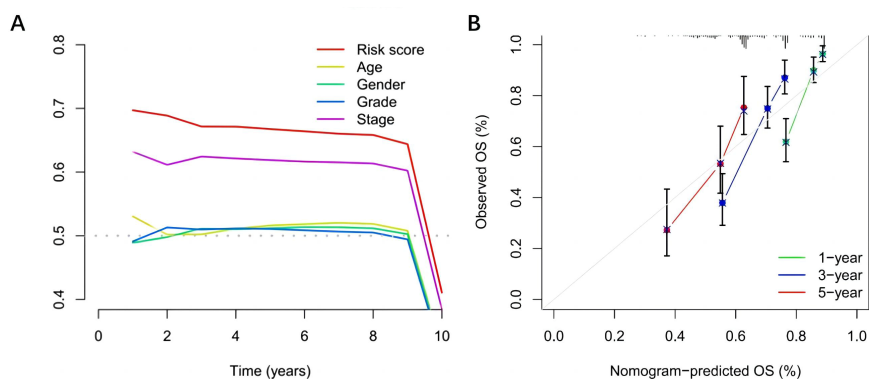 A
0.8
0.7
0.6
0.5
0.4
Risk score
Age
Gender
Grade
Stage
0 2 4 6 8 10
Time (years)
B
Observed OS (%)
1.0
0.8
0.6
0.4
0.2
0.0
1−year
3−year
5−year
0.0 0.2 0.4 0.6 0.8 1.0
Nomogram−predicted OS (%)